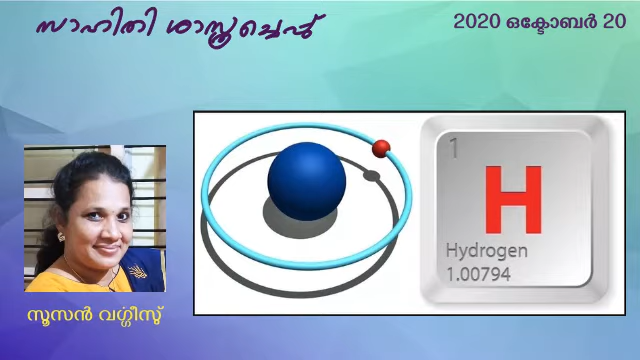 സാഹിതി ശാസ്ത്രച്ചെപ്പ്
2020 ഒക്ടോബർ 20
1
H
Hydrogen
1.00794
സൂസൻ വർഗ്ഗീസു്